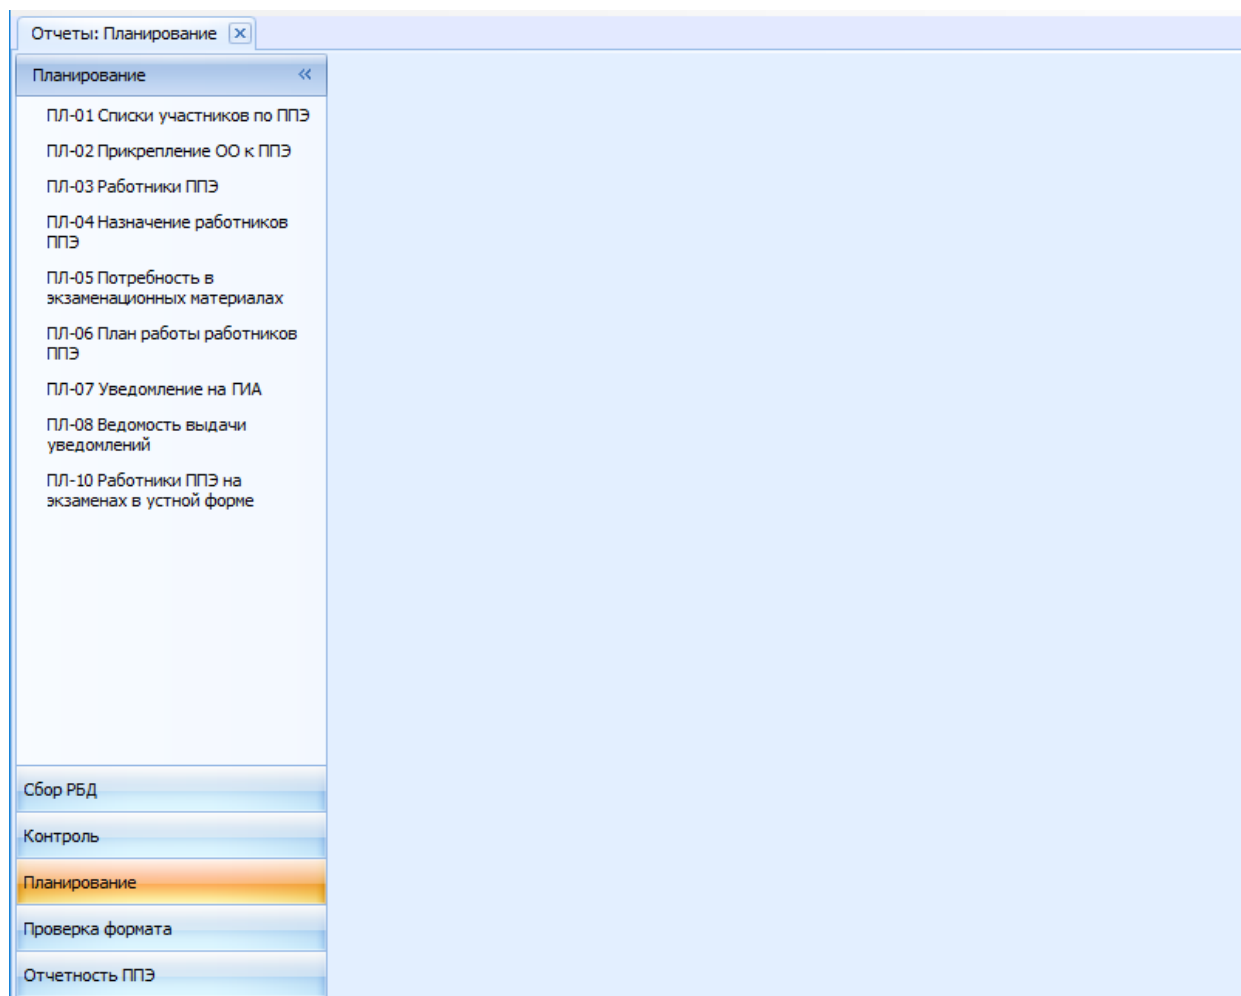 Отчеты: Планирование
Планирование
ПЛ-01 Списки участников по ППЭ
ПЛ-02 Прикрепление ОО к ППЭ
ПЛ-03 Работники ППЭ
ПЛ-04 Назначение работников
ППЭ
ПЛ-05 Потребность в
экзаменационных материалах
ПЛ-06 План работы работников
ППЭ
ПЛ-07 Уведомление на ГИА
ПЛ-08 Ведомость выдачи
уведомлений
ПЛ-10 Работники ППЭ на
экзаменах в устной форме
Сбор РБД
Контроль
Планирование
Проверка формата
Отчетность ППЭ